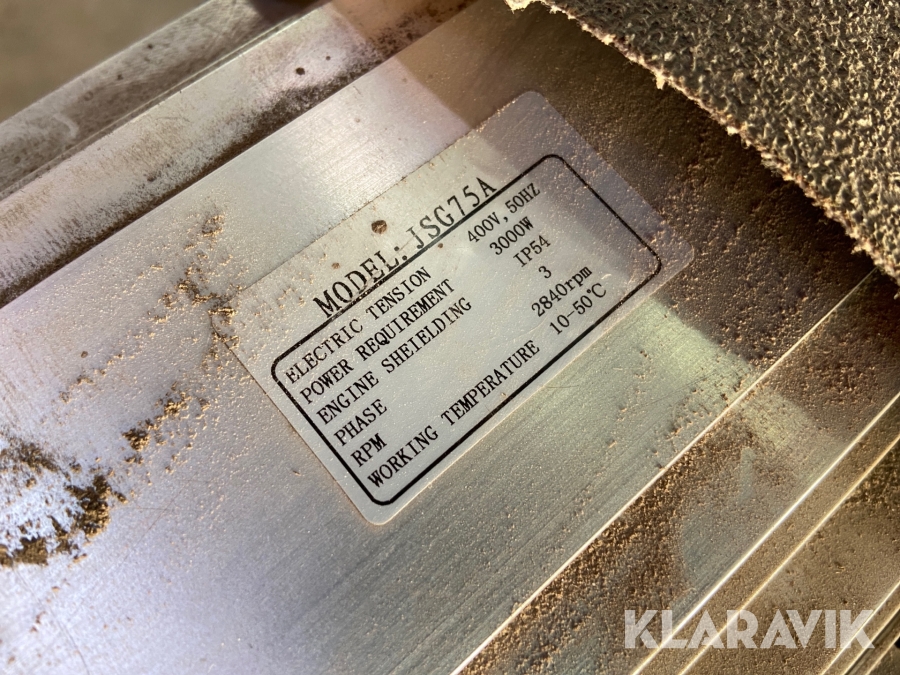 MODEL: JSG75A
ELECTRIC TENSION 400V, 50HZ
POWER REQUIREMENT 3000W
ENGINE SHEIELDING IP54
PHASE 3
RPM 2840rpm
WORKING TEMPERATURE 10-50℃
KLARAVIK